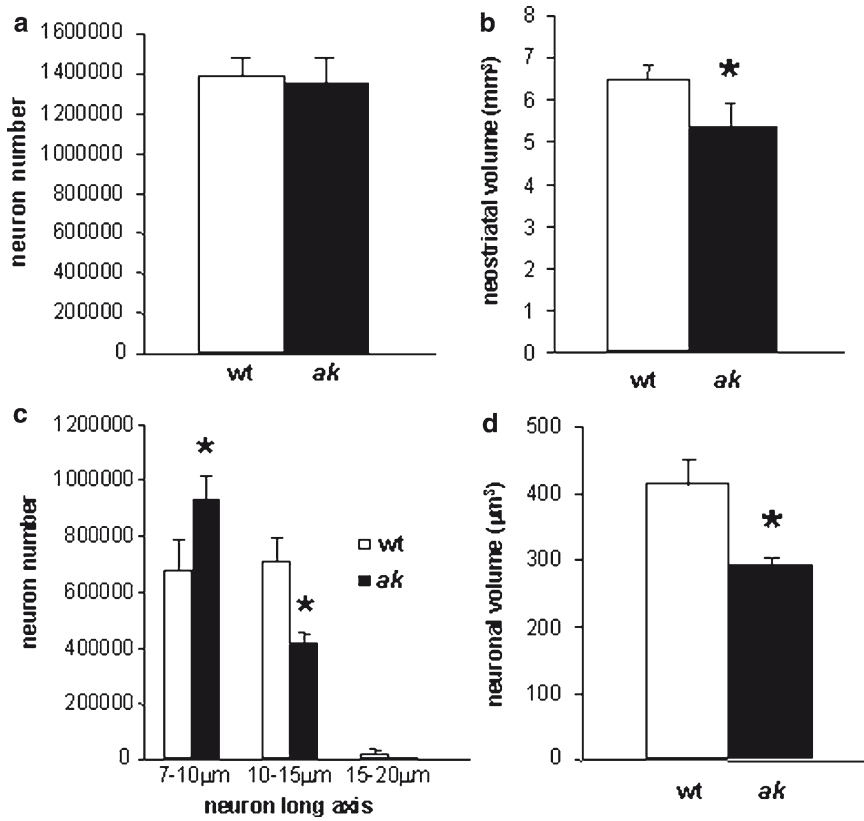 a
1600000
1400000
1200000
1000000
800000
600000
400000
200000
0
neuron number
wt
ak
b
8
7
6
5
4
3
2
1
0
neostriatal volume (mm³)
*
wt
ak
c
1200000
1000000
800000
600000
400000
200000
0
neuron number
*
*
wt
ak
7-10µm
10-15µm
15-20µm
neuron long axis
d
500
400
300
200
100
0
neuronal volume (µm³)
*
wt
ak